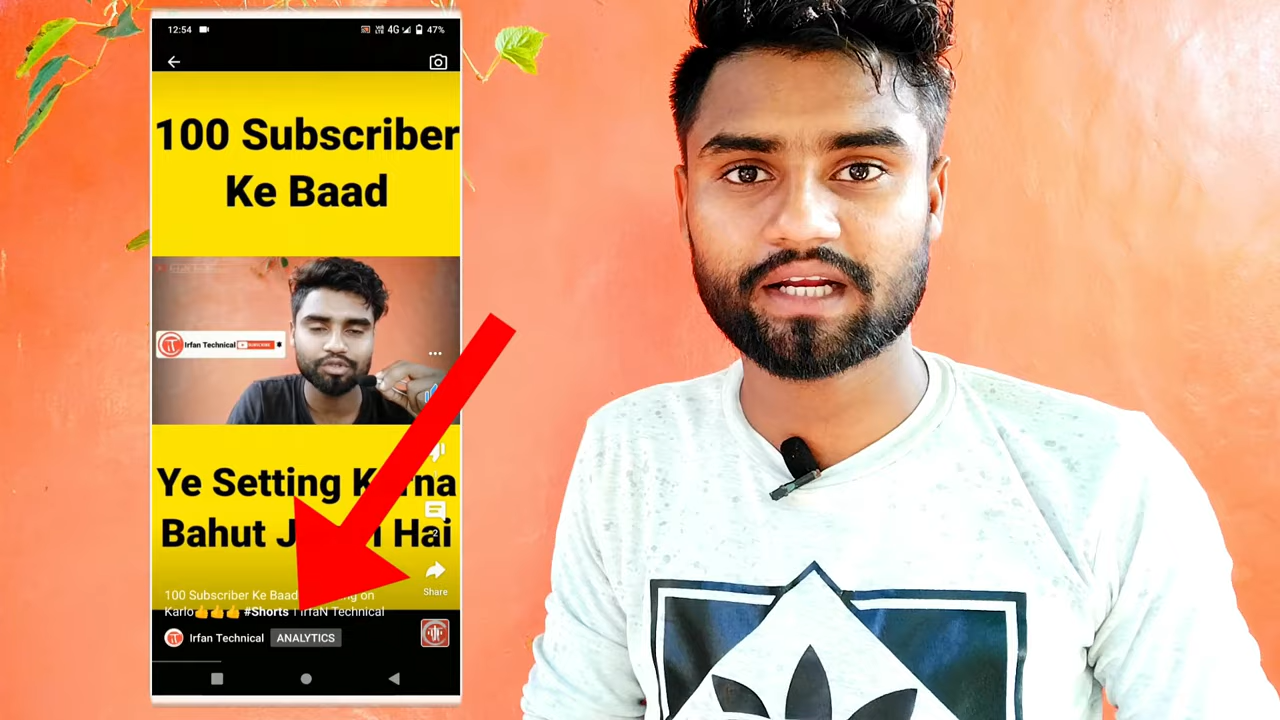 12:54 4G 47%
100 Subscriber
Ke Baad
Irfan Technical SUBSCRIBE
Ye Setting
Bahut Hai
Share
100 Subscriber Ke Baad on
Karlo👍👍👍 #Shorts IrfaN Technical
Irfan Technical ANALYTICS